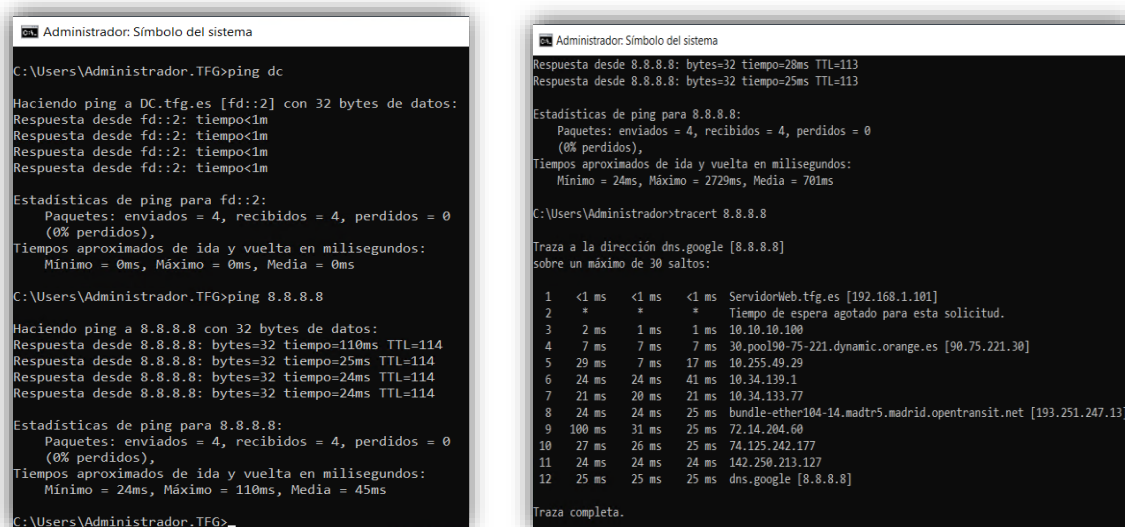 Administrador: Símbolo del sistema
C:\Users\Administrador.TFG>ping dc
Haciendo ping a DC.tfg.es [fd::2] con 32 bytes de datos:
Respuesta desde fd::2: tiempo<1m
Respuesta desde fd::2: tiempo<1m
Respuesta desde fd::2: tiempo<1m
Respuesta desde fd::2: tiempo<1m
Estadísticas de ping para fd::2:
Paquetes: enviados = 4, recibidos = 4, perdidos = 0
(0% perdidos),
Tiempos aproximados de ida y vuelta en milisegundos:
Mínimo = 0ms, Máximo = 0ms, Media = 0ms
C:\Users\Administrador.TFG>ping 8.8.8.8
Haciendo ping a 8.8.8.8 con 32 bytes de datos:
Respuesta desde 8.8.8.8: bytes=32 tiempo=110ms TTL=114
Respuesta desde 8.8.8.8: bytes=32 tiempo=25ms TTL=114
Respuesta desde 8.8.8.8: bytes=32 tiempo=24ms TTL=114
Respuesta desde 8.8.8.8: bytes=32 tiempo=24ms TTL=114
Estadísticas de ping para 8.8.8.8:
Paquetes: enviados = 4, recibidos = 4, perdidos = 0
(0% perdidos),
Tiempos aproximados de ida y vuelta en milisegundos:
Mínimo = 24ms, Máximo = 110ms, Media = 45ms
C:\Users\Administrador.TFG>_
Administrador: Símbolo del sistema
Respuesta desde 8.8.8.8: bytes=32 tiempo=28ms TTL=113
Respuesta desde 8.8.8.8: bytes=32 tiempo=25ms TTL=113
Estadísticas de ping para 8.8.8.8:
Paquetes: enviados = 4, recibidos = 4, perdidos = 0
(0% perdidos),
Tiempos aproximados de ida y vuelta en milisegundos:
Mínimo = 24ms, Máximo = 2729ms, Media = 701ms
C:\Users\Administrador>tracert 8.8.8.8
Traza a la dirección dns.google [8.8.8.8]
sobre un máximo de 30 saltos:
1 <1 ms <1 ms <1 ms ServidorWeb.tfg.es [192.168.1.101]
2 * * * Tiempo de espera agotado para esta solicitud.
3 2 ms 1 ms 1 ms 10.10.10.100
4 7 ms 7 ms 7 ms 30.pool90-75-221.dynamic.orange.es [90.75.221.30]
5 29 ms 7 ms 17 ms 10.255.49.29
6 24 ms 24 ms 41 ms 10.34.139.1
7 21 ms 20 ms 21 ms 10.34.133.77
8 24 ms 24 ms 25 ms bundle-ether104-14.madtr5.madrid.opentransit.net [193.251.247.13]
9 100 ms 31 ms 25 ms 72.14.204.60
10 27 ms 26 ms 25 ms 74.125.242.177
11 24 ms 24 ms 24 ms 142.250.213.127
12 25 ms 25 ms 25 ms dns.google [8.8.8.8]
Traza completa.